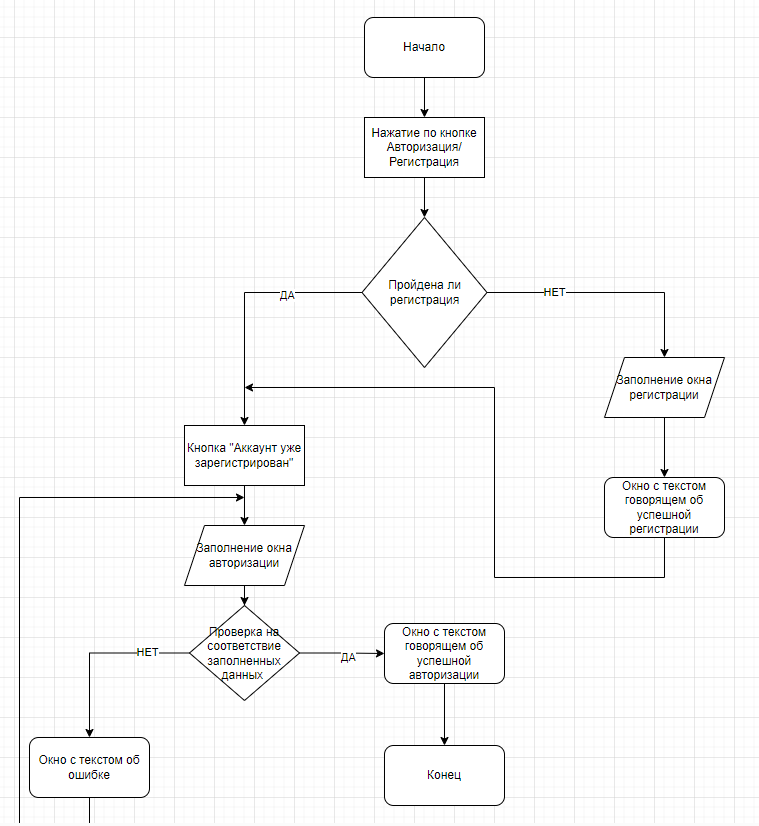 Начало
Нажатие по кнопке
Авторизация/
Регистрация
Пройдена ли
регистрация
ДА
НЕТ
Заполнение окна
регистрации
Кнопка "Аккаунт уже
зарегистрирован"
Окно с текстом
говорящем об
успешной
регистрации
Заполнение окна
авторизации
Проверка на
соответствие
заполненных
данных
НЕТ
ДА
Окно с текстом
говорящем об
успешной
авторизации
Окно с текстом об
ошибке
Конец